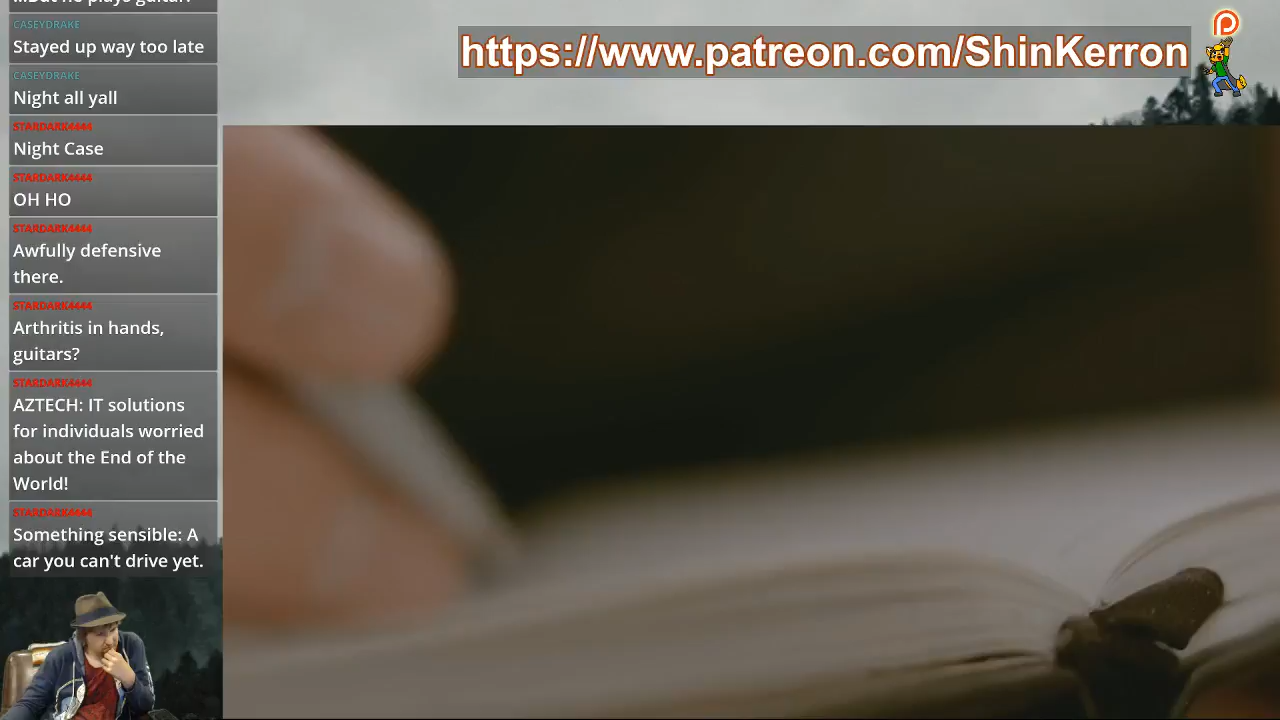 CASEYDRAKE
Stayed up way too late
CASEYDRAKE
Night all yall
STARDARK4444
Night Case
STARDARK4444
OH HO
STARDARK4444
Awfully defensive
there.
STARDARK4444
Arthritis in hands,
guitars?
STARDARK4444
AZTECH: IT solutions
for individuals worried
about the End of the
World!
STARDARK4444
Something sensible: A
car you can't drive yet.
https://www.patreon.com/ShinKerron